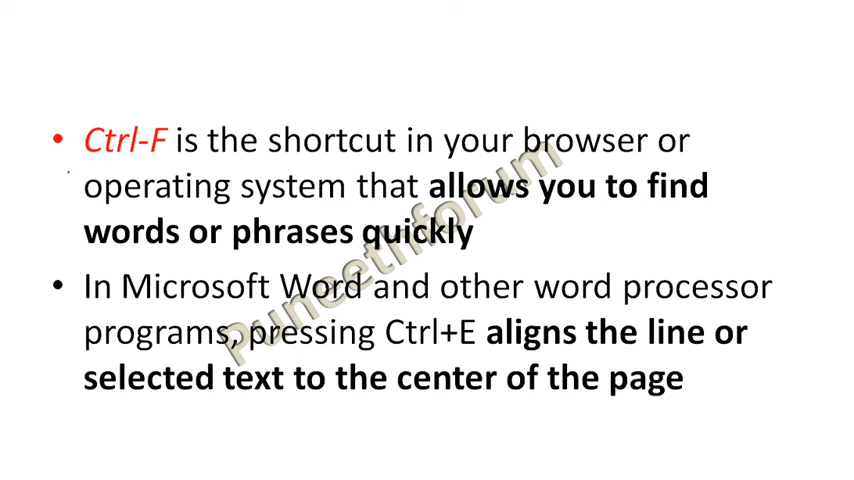 • Ctrl-F is the shortcut in your browser or
operating system that allows you to find
words or phrases quickly
• In Microsoft Word and other word processor
programs, pressing Ctrl+E aligns the line or
selected text to the center of the page
Puneethforum